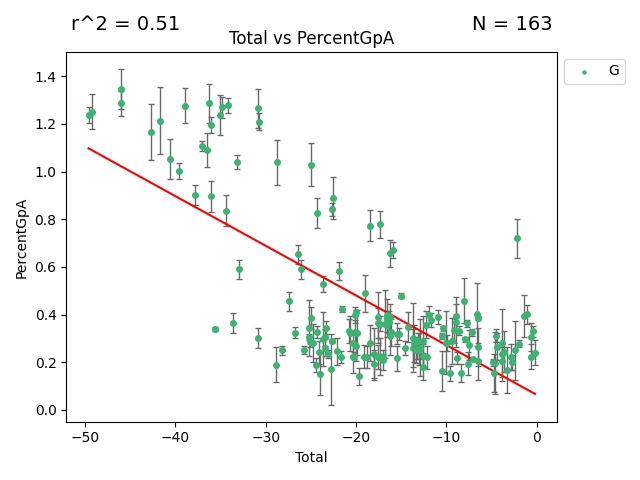 r^2 = 0.51
N = 163
Total vs PercentGpA
G
PercentGpA
1.4
1.2
1.0
0.8
0.6
0.4
0.2
0.0
−50
−40
−30
−20
−10
0
Total